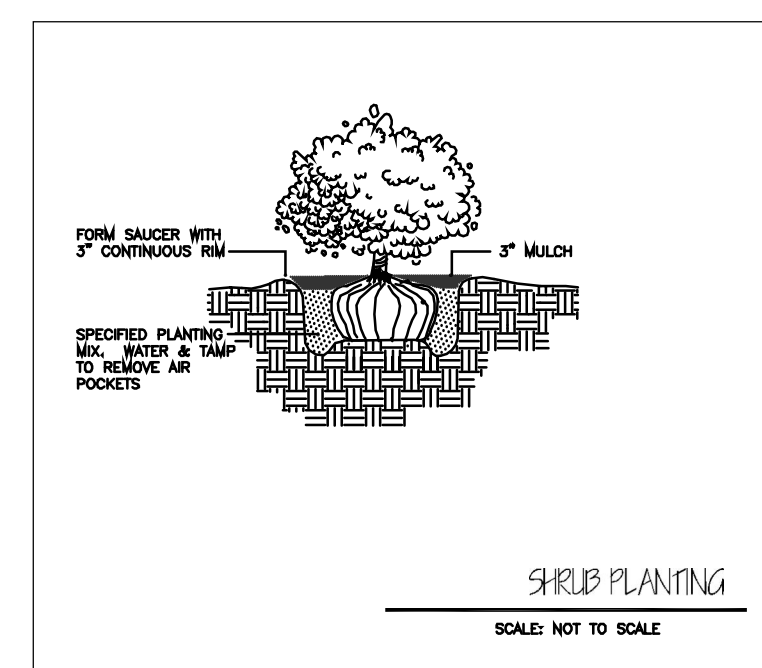 FORM SAUCER WITH
3" CONTINUOUS RIM
3" MULCH
SPECIFIED PLANTING
MIX. WATER & TAMP
TO REMOVE AIR
POCKETS
SHRUB PLANTING
SCALE: NOT TO SCALE